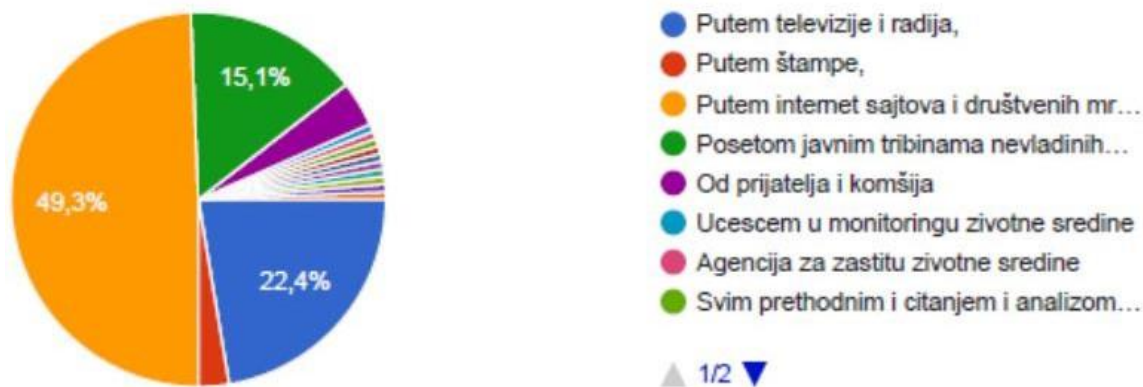 15,1%
49,3%
22,4%
Putem televizije i radija,
Putem štampe,
Putem internet sajtova i društvenih mr...
Posetom javnim tribinama nevladinih...
Od prijatelja i komšija
Ucescem u monitoringu zivotne sredine
Agencija za zastitu zivotne sredine
Svim prethodnim i citanjem i analizom...
1/2